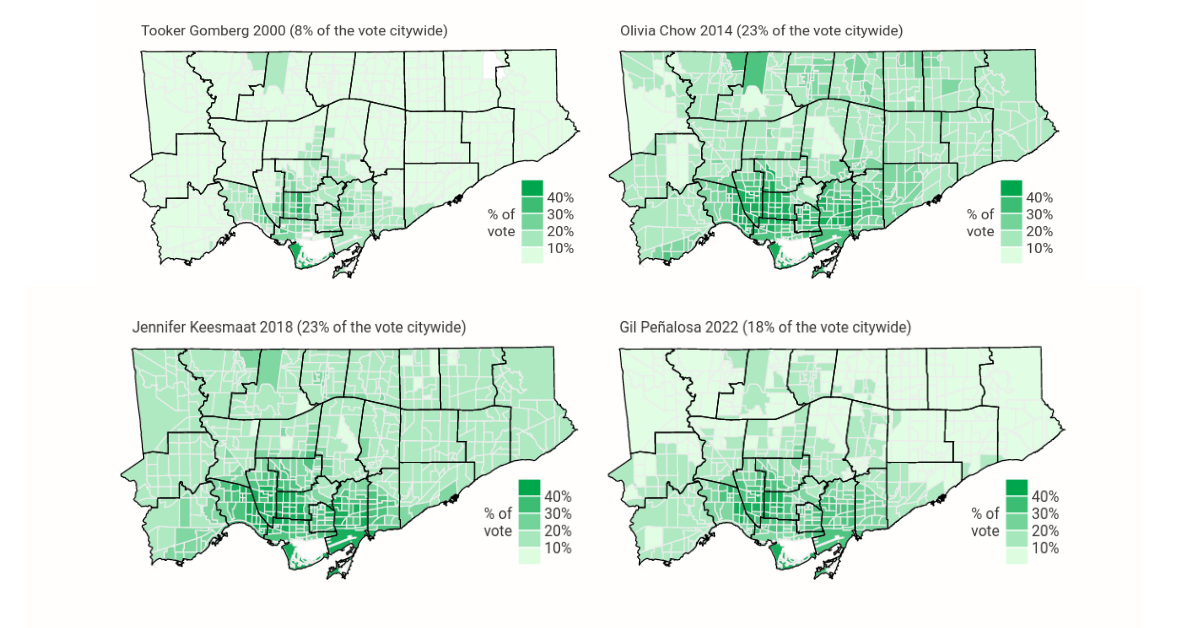 Tooker Gomberg 2000 (8% of the vote citywide)
% of
vote
40%
30%
20%
10%
Olivia Chow 2014 (23% of the vote citywide)
% of
vote
40%
30%
20%
10%
Jennifer Keesmaat 2018 (23% of the vote citywide)
% of
vote
40%
30%
20%
10%
Gil Peñalosa 2022 (18% of the vote citywide)
% of
vote
40%
30%
20%
10%